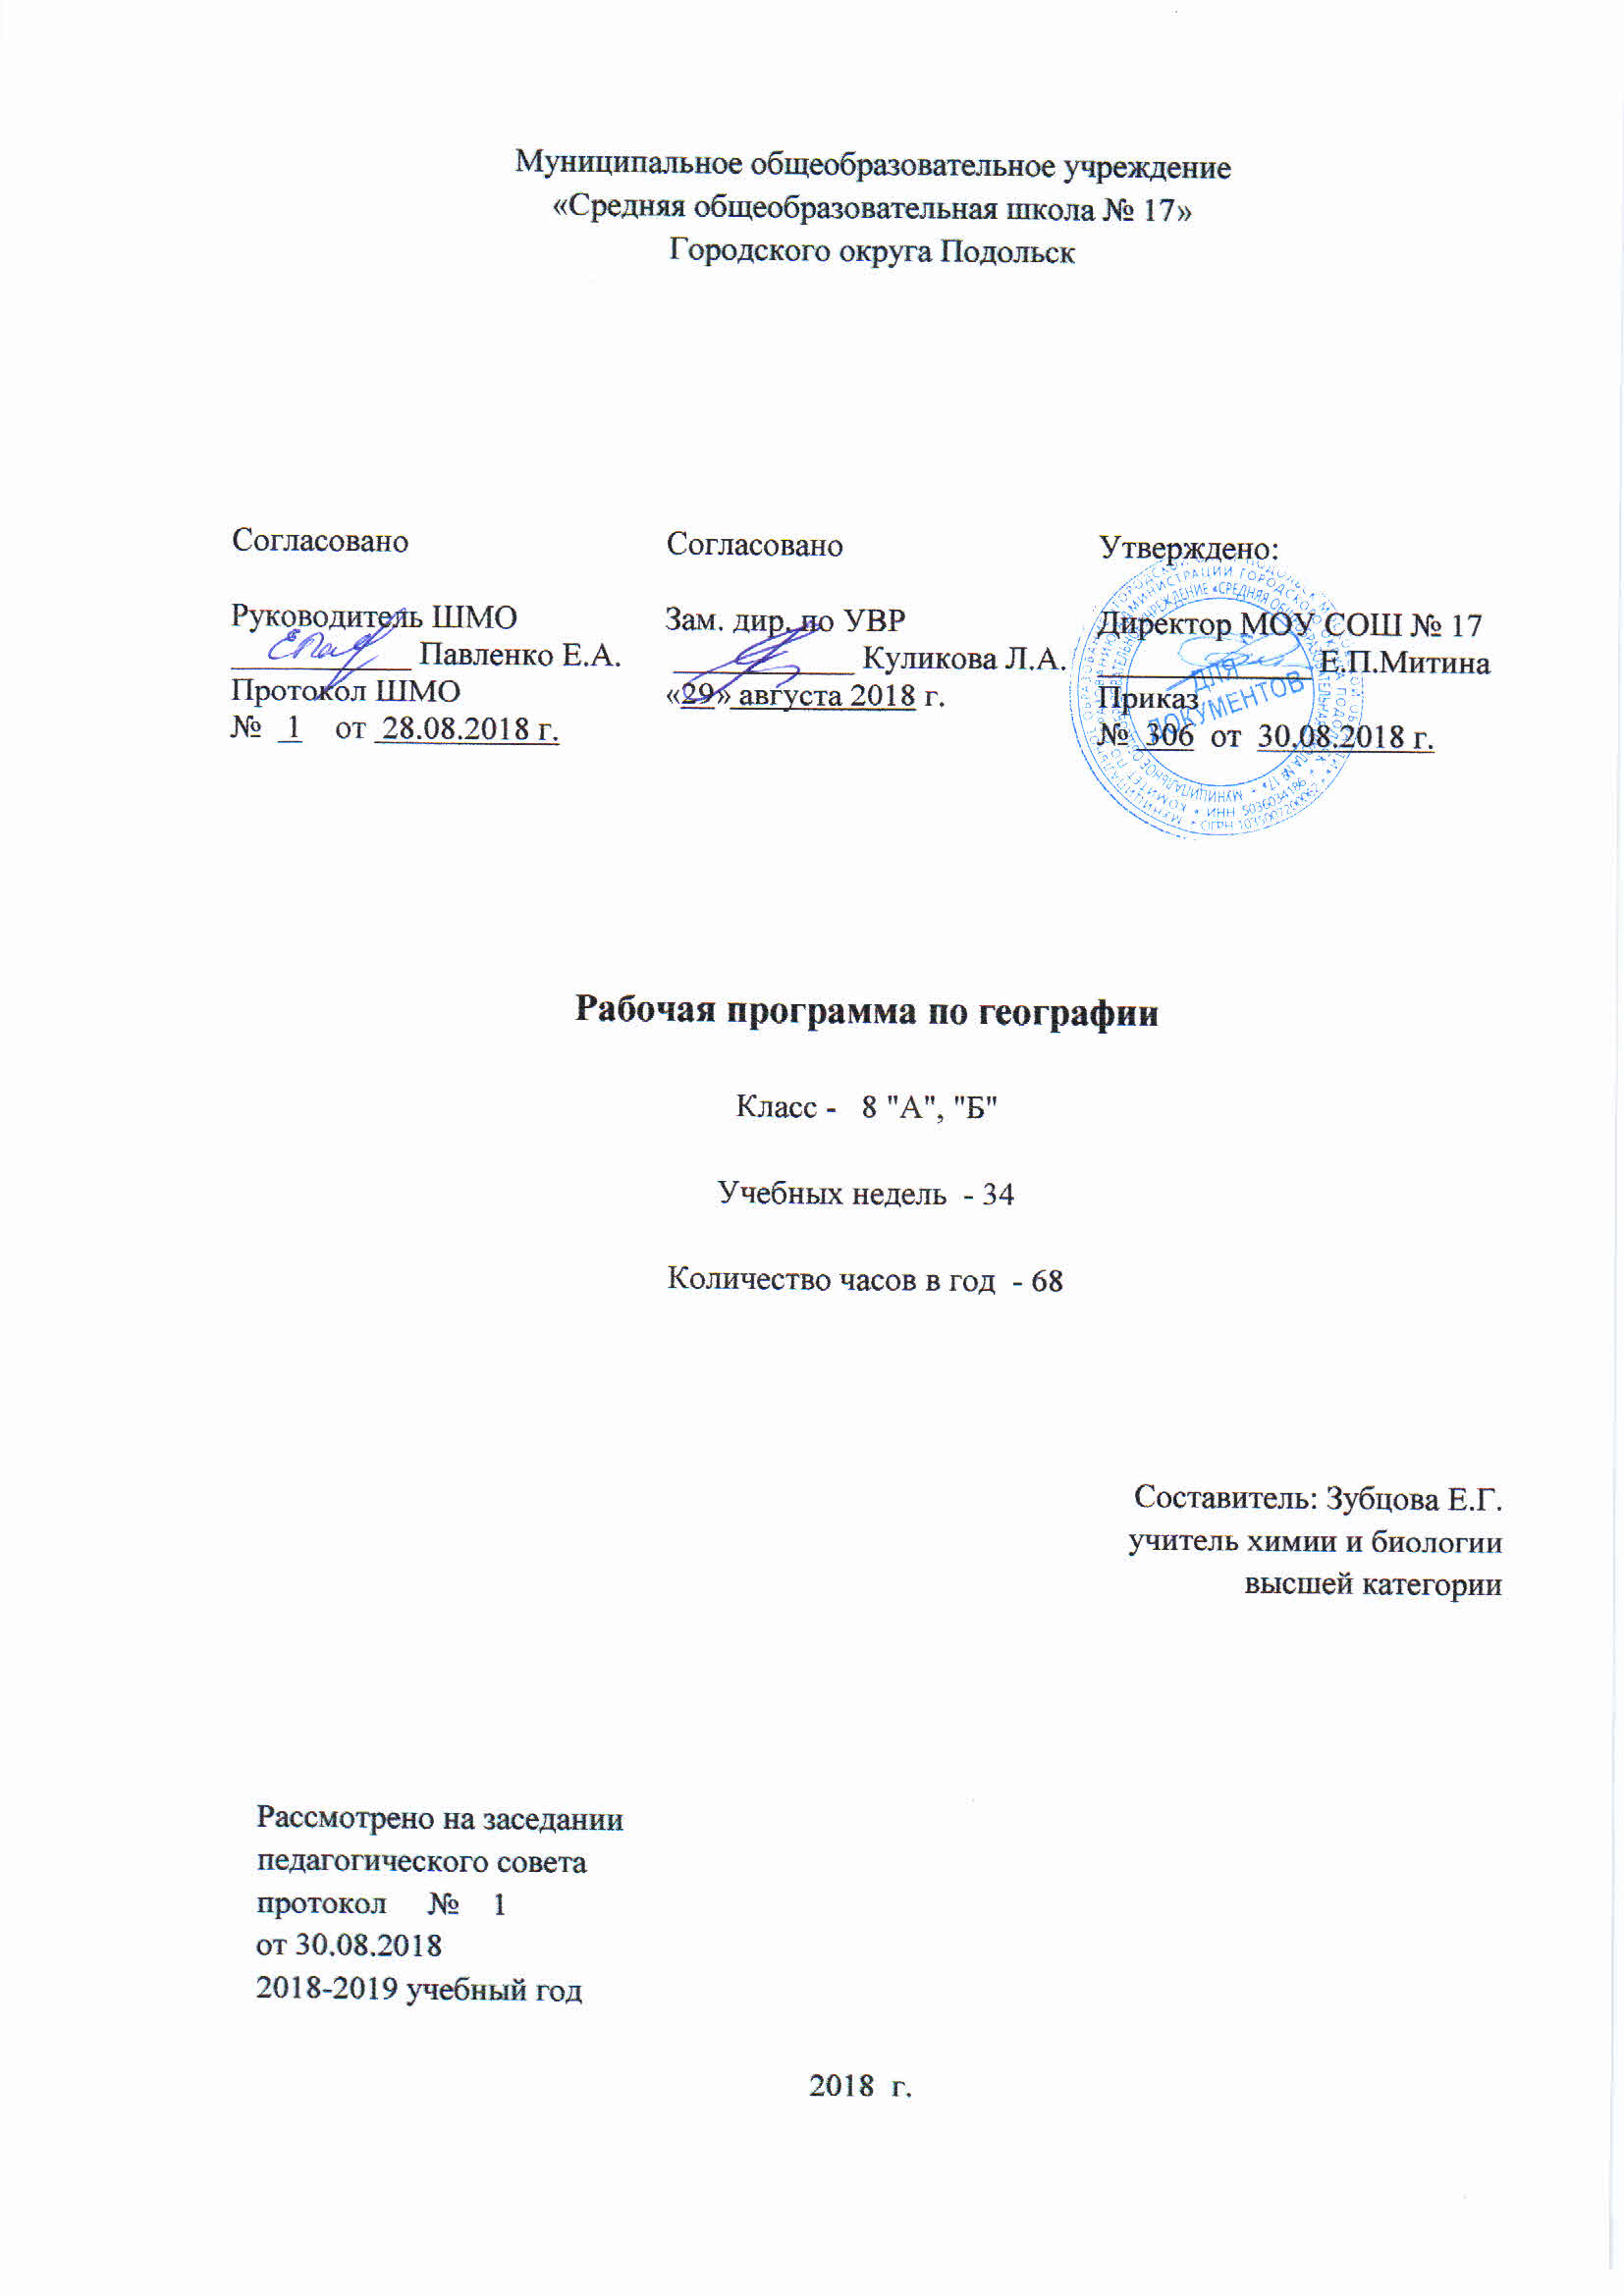 Муниципальное общеобразовательное учреждение
«Средняя общеобразовательная школа № 17»
Городского округа Подольск
Согласовано
Руководитель ШМО
____________ Павленко Е.А.
Протокол ШМО
№ 1 от 28.08.2018 г.
Согласовано
Зам. дир. по УВР
____________ Куликова Л.А.
«29» августа 2018 г.
Утверждено:
Директор МОУ СОШ № 17
____________ Е.П.Митина
Приказ
№ 306 от 30.08.2018 г.
ДЛЯ
ДОКУМЕНТОВ
Рабочая программа по географии
Класс - 8 "А", "Б"
Учебных недель - 34
Количество часов в год - 68
Составитель: Зубцова Е.Г.
учитель химии и биологии
высшей категории
Рассмотрено на заседании
педагогического совета
протокол № 1
от 30.08.2018
2018-2019 учебный год
2018 г.